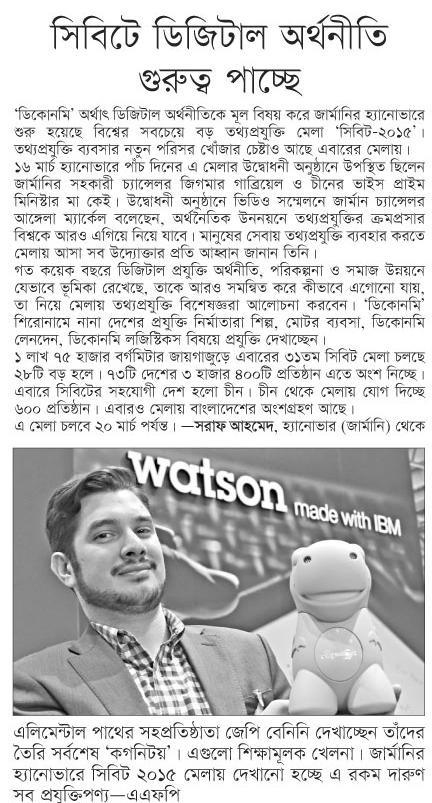 সিবিটে ডিজিটাল অর্থনীতি
গুরুত্ব পাচ্ছে
‘ডিকোনমি’ অর্থাৎ ডিজিটাল অর্থনীতিকে মূল বিষয় করে জার্মানির হ্যানোভারে
শুরু হয়েছে বিশ্বের সবচেয়ে বড় তথ্যপ্রযুক্তি মেলা ‘সিবিট-২০১৫’।
তথ্যপ্রযুক্তি ব্যবসার নতুন পরিসর খোঁজার চেষ্টাও আছে এবারের মেলায়।
১৬ মার্চ হ্যানোভারে পাঁচ দিনের এ মেলার উদ্বোধনী অনুষ্ঠানে উপস্থিত ছিলেন
জার্মানির সহকারী চ্যান্সেলর জিগমার গাব্রিয়েল ও চীনের ভাইস প্রাইম
মিনিস্টার মা কেই। উদ্বোধনী অনুষ্ঠানে ভিডিও সম্মেলনে জার্মান চ্যান্সেলর
আঙ্গেলা ম্যার্কেল বলেছেন, অর্থনৈতিক উননয়নে তথ্যপ্রযুক্তির ক্রমপ্রসার
বিশ্বকে আরও এগিয়ে নিয়ে যাবে। মানুষের সেবায় তথ্যপ্রযুক্তি ব্যবহার করতে
মেলায় আসা সব উদ্যোক্তার প্রতি আহ্বান জানান তিনি।
গত কয়েক বছরে ডিজিটাল প্রযুক্তি অর্থনীতি, পরিকল্পনা ও সমাজ উন্নয়নে
যেভাবে ভূমিকা রেখেছে, তাকে আরও সমন্বিত করে কীভাবে এগোনো যায়,
তা নিয়ে মেলায় তথ্যপ্রযুক্তি বিশেষজ্ঞরা আলোচনা করবেন। ‘ডিকোনমি’
শিরোনামে নানা দেশের প্রযুক্তি নির্মাতারা শিল্প, মোটর ব্যবসা, ডিকোনমি
লেনদেন, ডিকোনমি লজিস্টিকস বিষয়ে প্রযুক্তি দেখাচ্ছেন।
১ লাখ ৭৫ হাজার বর্গমিটার জায়গাজুড়ে এবারের ৩১তম সিবিট মেলা চলছে
২৮টি বড় হলে। ৭৩টি দেশের ৩ হাজার ৪০০টি প্রতিষ্ঠান এতে অংশ নিচ্ছে।
এবারে সিবিটের সহযোগী দেশ হলো চীন। চীন থেকে মেলায় যোগ দিচ্ছে
৬০০ প্রতিষ্ঠান। এবারও মেলায় বাংলাদেশের অংশগ্রহণ আছে।
এ মেলা চলবে ২০ মার্চ পর্যন্ত। —সরাফ আহমেদ, হ্যানোভার (জার্মানি) থেকে
watson
made with IBM
এলিমেন্টাল পাথের সহপ্রতিষ্ঠাতা জেপি বেনিনি দেখাচ্ছেন তাঁদের
তৈরি সর্বশেষ ‘কগনিটয়’। এগুলো শিক্ষামূলক খেলনা। জার্মানির
হ্যানোভারে সিবিট ২০১৫ মেলায় দেখানো হচ্ছে এ রকম দারুণ
সব প্রযুক্তিপণ্য—এএফপি